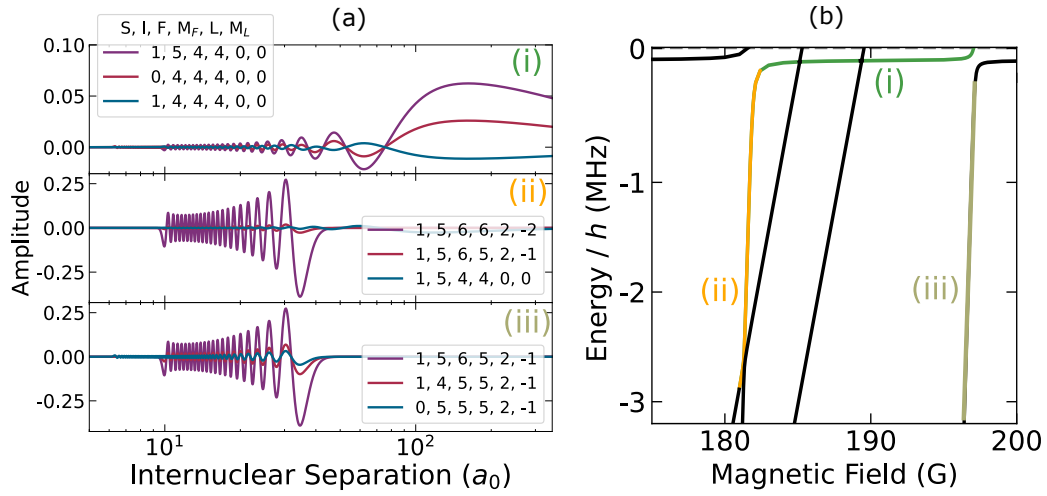 (a)
S, I, F, M_F, L, M_L
1, 5, 4, 4, 0, 0
0, 4, 4, 4, 0, 0
1, 4, 4, 4, 0, 0
(i)
0.10
0.05
0.00
(ii)
1, 5, 6, 6, 2, -2
1, 5, 6, 5, 2, -1
1, 5, 4, 4, 0, 0
0.25
0.00
-0.25
(iii)
1, 5, 6, 5, 2, -1
1, 4, 5, 5, 2, -1
0, 5, 5, 5, 2, -1
0.25
0.00
-0.25
Amplitude
10^1
10^2
Internuclear Separation (a_0)
(b)
0
-1
-2
-3
Energy / h (MHz)
(i)
(ii)
(iii)
180
190
200
Magnetic Field (G)